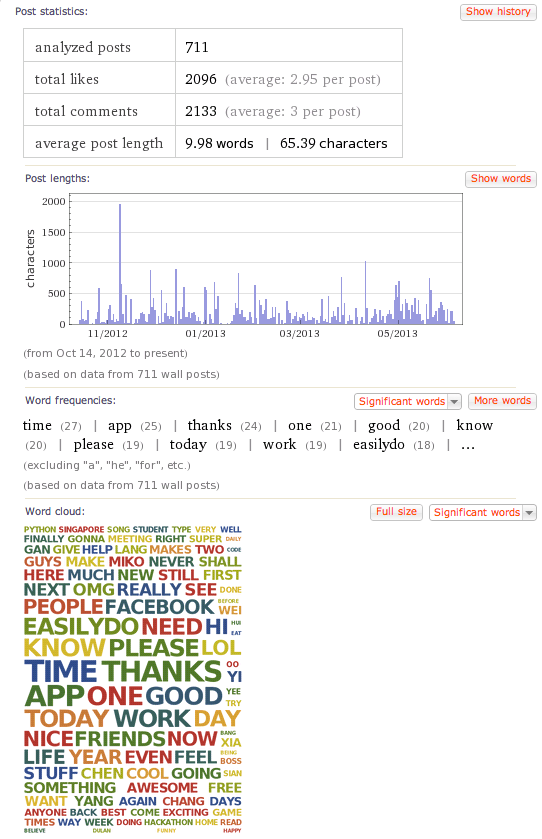 Post statistics:
Show history
analyzed posts 711
total likes 2096 (average: 2.95 per post)
total comments 2133 (average: 3 per post)
average post length 9.98 words | 65.39 characters
Post lengths:
Show words
characters
2000
1500
1000
500
0
11/2012 01/2013 03/2013 05/2013
(from Oct 14, 2012 to present)
(based on data from 711 wall posts)
Word frequencies:
Significant words
More words
time (27) | app (25) | thanks (24) | one (21) | good (20) | know
(20) | please (19) | today (19) | work (19) | easilydo (18) | ...
(excluding "a", "he", "for", etc.)
(based on data from 711 wall posts)
Word cloud:
Full size
Significant words
PYTHON SINGAPORE SONG STUDENT TYPE VERY WELL
FINALLY GONNA MEETING RIGHT SUPER DAILY
GAN GIVE HELP LANG MAKES TWO CODE
GUYS MAKE MIKO NEVER SHALL
HERE MUCH NEW STILL FIRST
NEXT OMG REALLY SEE DONE
PEOPLE FACEBOOK BEFORE WEI
EASILYDO NEED HI HUI EAT
KNOW PLEASE LOL
TIME THANKS OO YI
APP ONE GOOD YEE TRY
TODAY WORK DAY
NICE FRIENDS NOW BANG XIA
LIFE YEAR EVEN FEEL BEING BOSS
STUFF CHEN COOL GOING SIAN
SOMETHING AWESOME FREE
WANT YANG AGAIN CHANG DAYS
ANYONE BACK BEST COME EXCITING GAME
TIMES WAY WEEK DOING HACKATHON HOME READ
BELIEVE DULAN FUNNY HAPPY